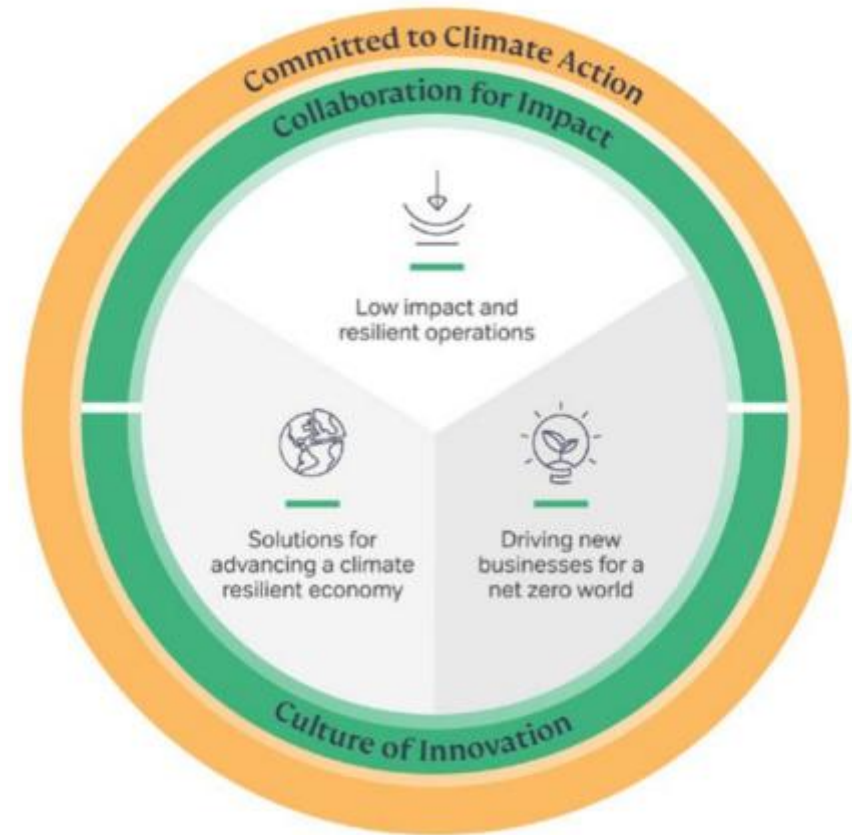 Committed to Climate Action
Collaboration for Impact
Low impact and
resilient operations
Solutions for
advancing a climate
resilient economy
Driving new
businesses for a
net zero world
Culture of Innovation